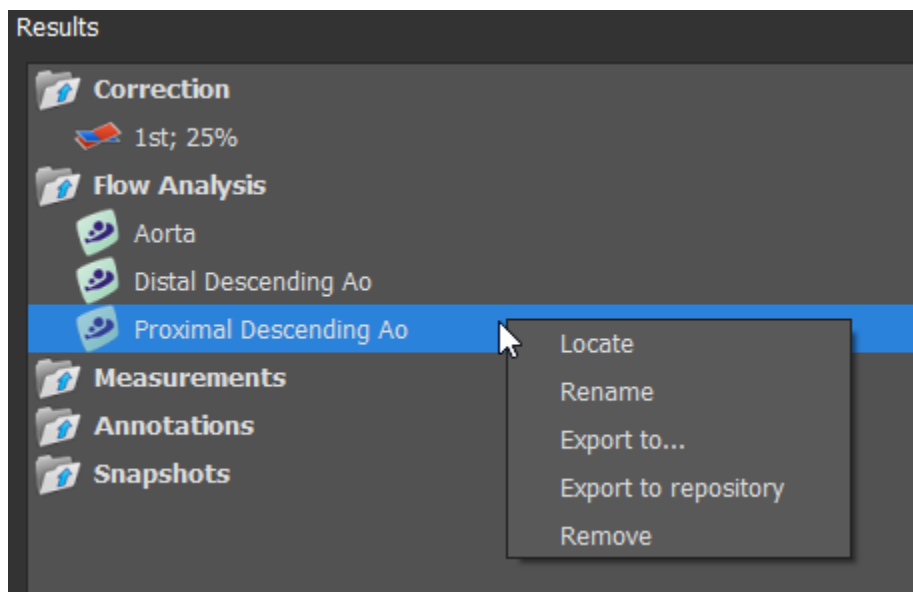 Results
Correction
1st; 25%
Flow Analysis
Aorta
Distal Descending Ao
Proximal Descending Ao
Measurements
Annotations
Snapshots
Locate
Rename
Export to...
Export to repository
Remove